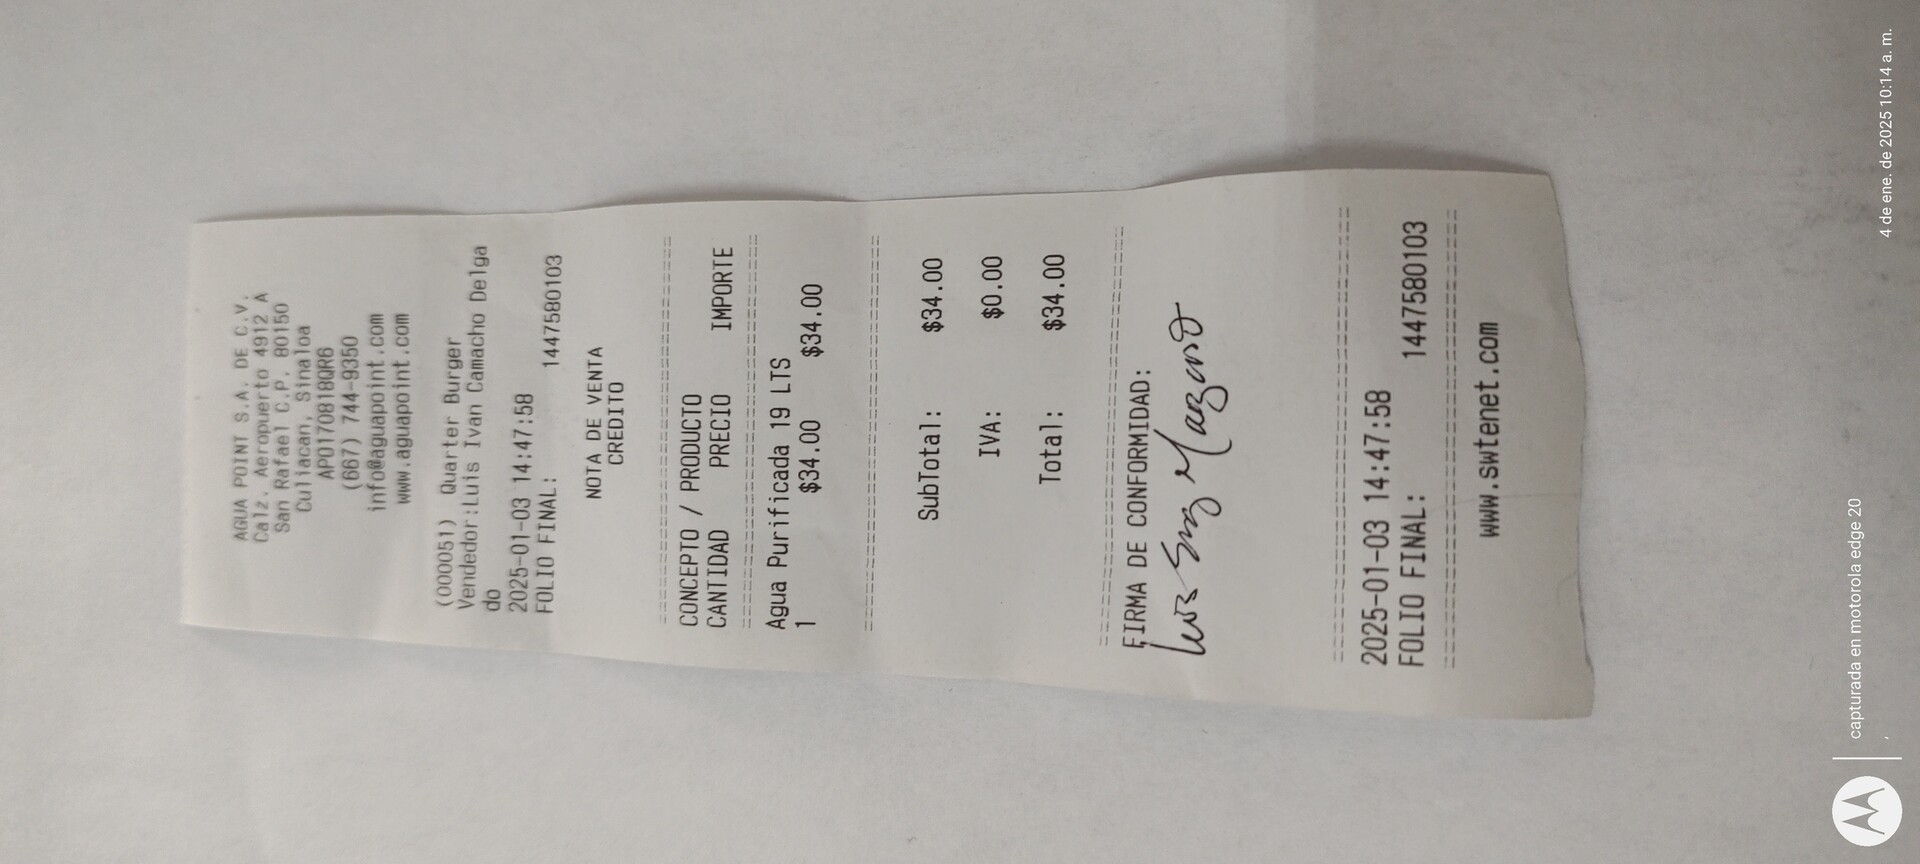 AGUA POINT S.A. DE C.V.
Calz. Aeropuerto 4912 A
San Rafael C.P. 80150
Culiacan, Sinaloa
APO170818QR6
(667) 744-9350
info@aguapoint.com
www.aguapoint.com
(000051) Quarter Burger
Vendedor:Luis Ivan Camacho Delga
do
2025-01-03 14:47:58
FOLIO FINAL: 1447580103
NOTA DE VENTA
CREDITO
CONCEPTO / PRODUCTO
CANTIDAD PRECIO IMPORTE
Agua Purificada 19 LTS
1 $34.00 $34.00
SubTotal: $34.00
IVA: $0.00
Total: $34.00
FIRMA DE CONFORMIDAD:
Luis
2025-01-03 14:47:58
FOLIO FINAL: 1447580103
www.swtenet.com
capturada en motorola edge 20
4 de ene. de 2025 10:14 a. m.